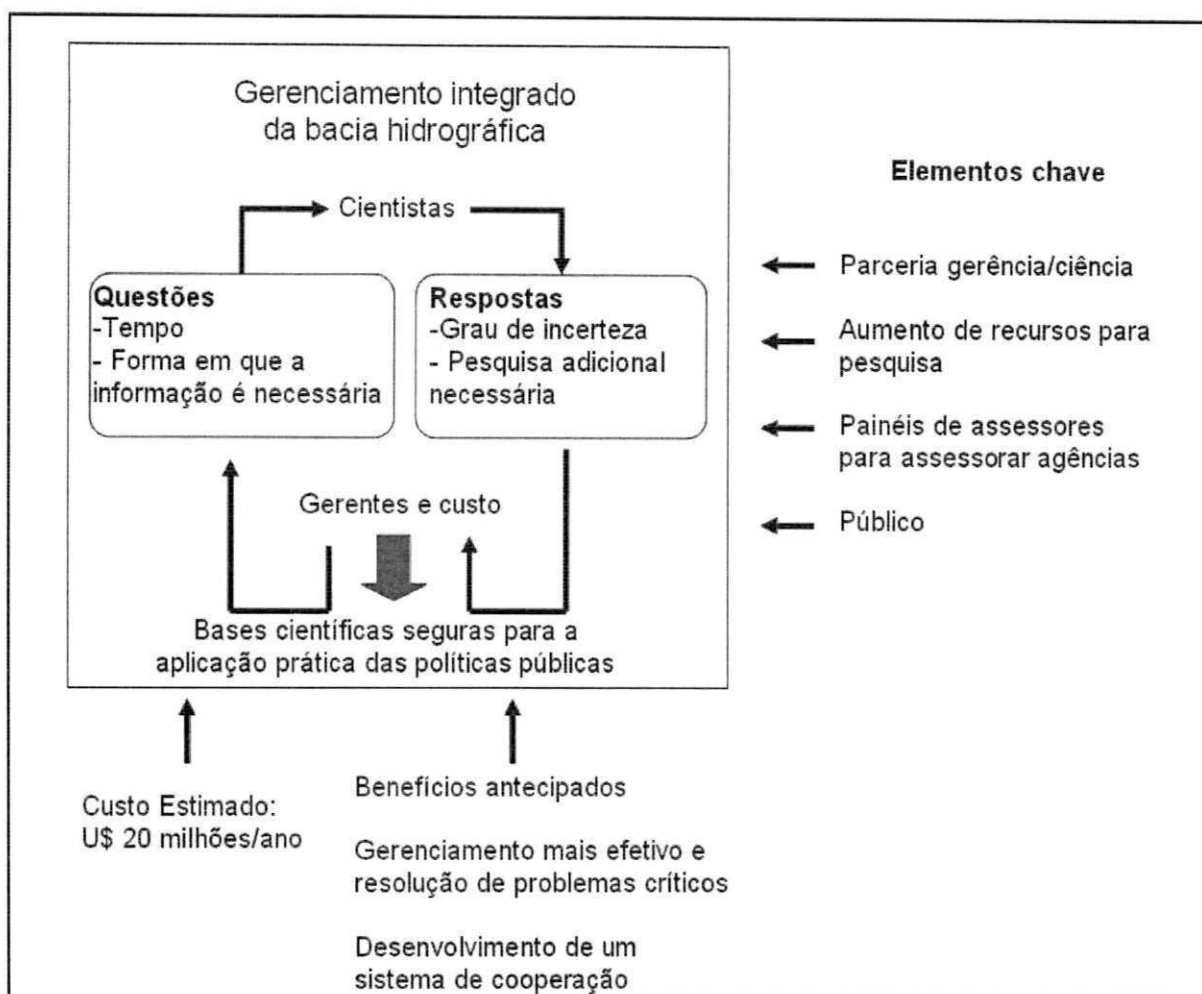 Gerenciamento integrado
da bacia hidrográfica
Cientistas
Questões
-Tempo
- Forma em que a
informação é necessária
Respostas
-Grau de incerteza
- Pesquisa adicional
necessária
Gerentes e custo
Bases científicas seguras para a
aplicação prática das políticas públicas
Elementos chave
Parceria gerência/ciência
Aumento de recursos para
pesquisa
Painéis de assessores
para assessorar agências
Público
Custo Estimado:
U$ 20 milhões/ano
Benefícios antecipados
Gerenciamento mais efetivo e
resolução de problemas críticos
Desenvolvimento de um
sistema de cooperação